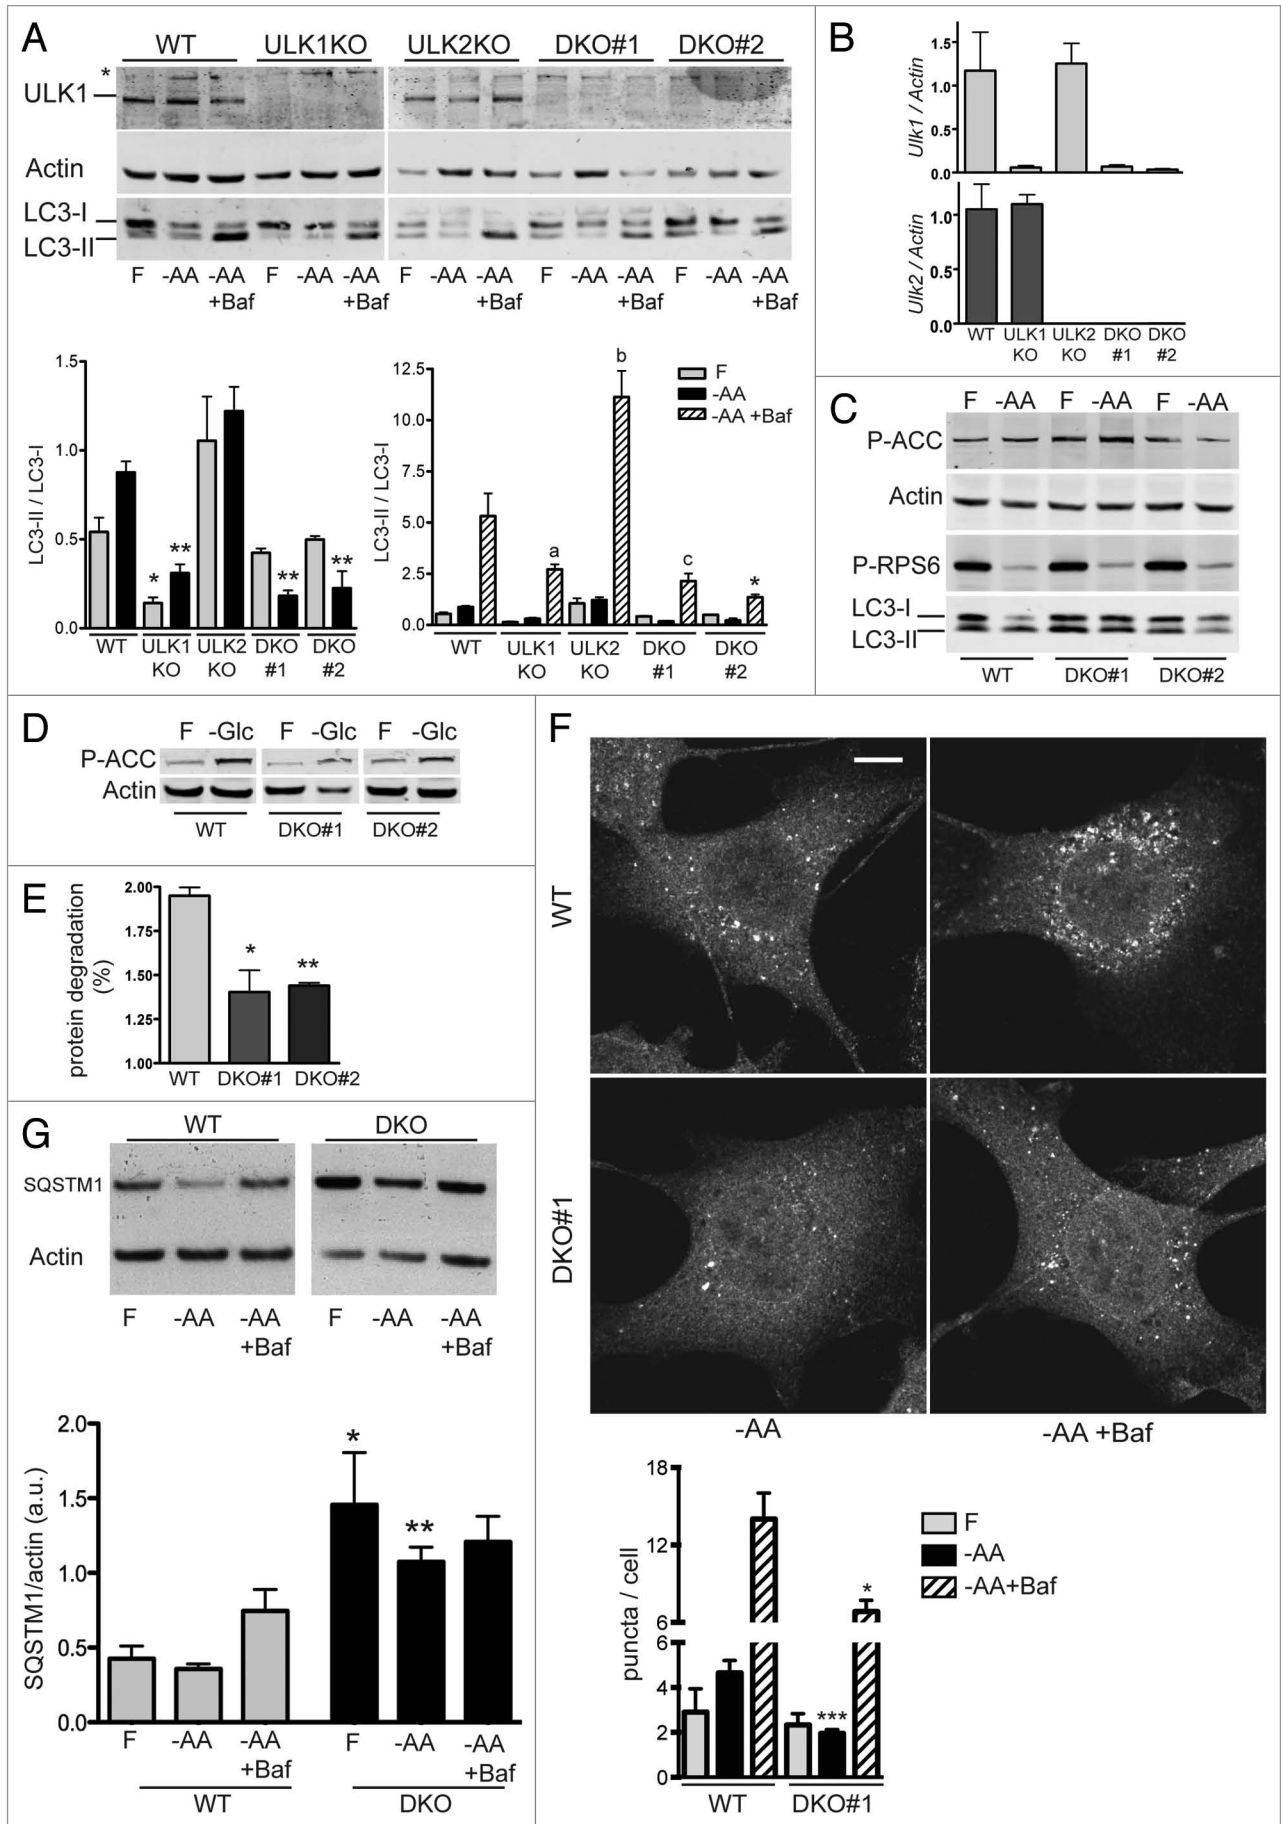 A
WT ULK1KO ULK2KO DKO#1 DKO#2
*
ULK1
Actin
LC3-I
LC3-II
F -AA -AA F -AA -AA F -AA -AA F -AA -AA F -AA -AA
+Baf +Baf +Baf +Baf +Baf
LC3-II / LC3-I
1.5
1.0
0.5
0.0
* ** ** **
WT ULK1 ULK2 DKO DKO
KO KO #1 #2
LC3-II / LC3-I
12.5
10.0
7.5
5.0
2.5
0.0
a b c *
F
-AA
-AA +Baf
WT ULK1 ULK2 DKO DKO
KO KO #1 #2
B
Ulk1 / Actin
1.5
1.0
0.5
0.0
Ulk2 / Actin
1.0
0.5
0.0
WT ULK1 ULK2 DKO DKO
KO KO #1 #2
C
F -AA F -AA F -AA
P-ACC
Actin
P-RPS6
LC3-I
LC3-II
WT DKO#1 DKO#2
D
F -Glc F -Glc F -Glc
P-ACC
Actin
WT DKO#1 DKO#2
E
protein degradation
(%)
2.00
1.75
1.50
1.25
1.00
* **
WT DKO#1 DKO#2
F
WT
DKO#1
-AA -AA +Baf
puncta / cell
18
12
6
6
4
2
0
*** *
F
-AA
-AA+Baf
WT DKO#1
G
WT DKO
SQSTM1
Actin
F -AA -AA F -AA -AA
+Baf +Baf
SQSTM1/actin (a.u.)
2.0
1.5
1.0
0.5
0.0
* **
F -AA -AA F -AA -AA
+Baf +Baf
WT DKO